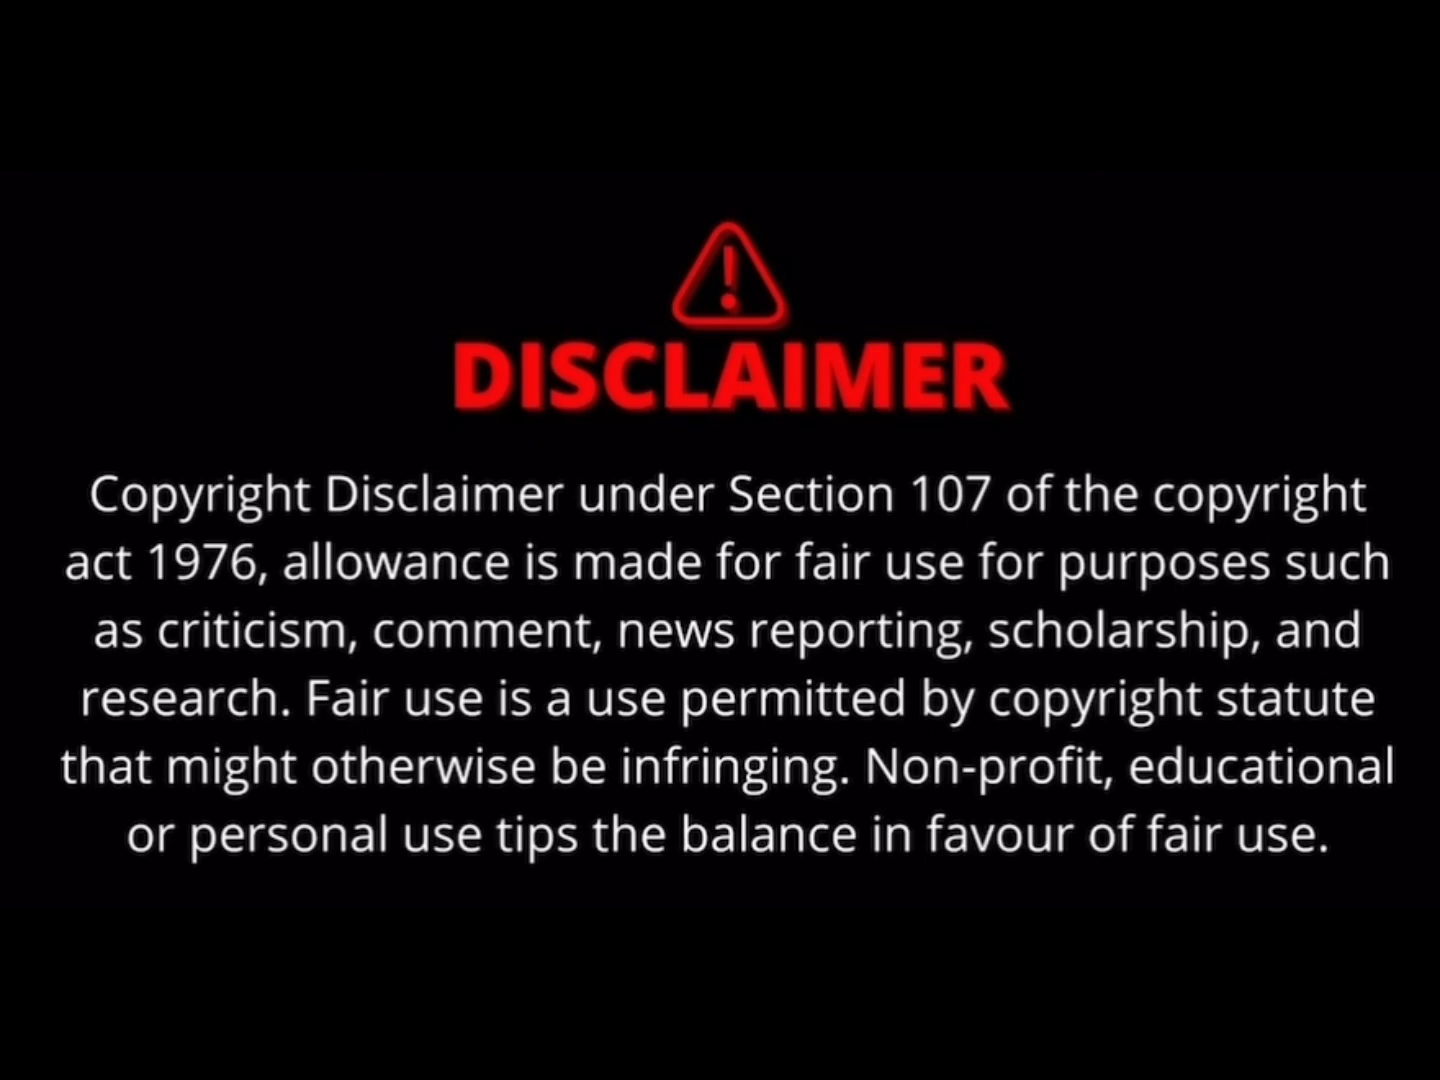 DISCLAIMER
Copyright Disclaimer under Section 107 of the copyright
act 1976, allowance is made for fair use for purposes such
as criticism, comment, news reporting, scholarship, and
research. Fair use is a use permitted by copyright statute
that might otherwise be infringing. Non-profit, educational
or personal use tips the balance in favour of fair use.